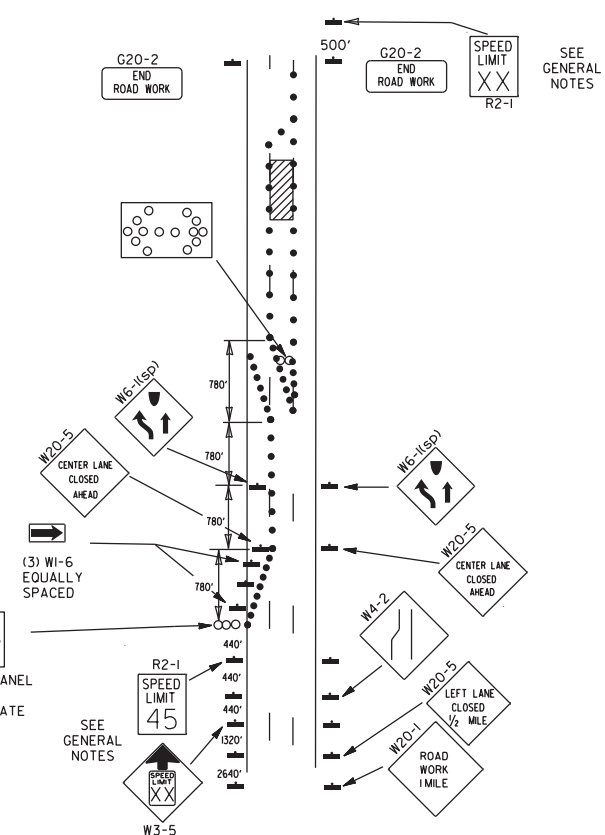 500'
G20-2
END
ROAD WORK
G20-2
END
ROAD WORK
SPEED
LIMIT
XX
R2-1
SEE
GENERAL
NOTES
780'
W6-1(sp)
780'
W20-5
CENTER LANE
CLOSED
AHEAD
780'
W6-1(sp)
W20-5
CENTER LANE
CLOSED
AHEAD
(3) W1-6
EQUALLY
SPACED
780'
W4-2
440'
ANEL
R2-1
SPEED
LIMIT
45
440'
ATE
440'
W20-5
LEFT LANE
CLOSED
1/2 MILE
SEE
GENERAL
NOTES
1320'
W20-1
ROAD
WORK
1 MILE
SPEED
LIMIT
XX
2640'
W3-5